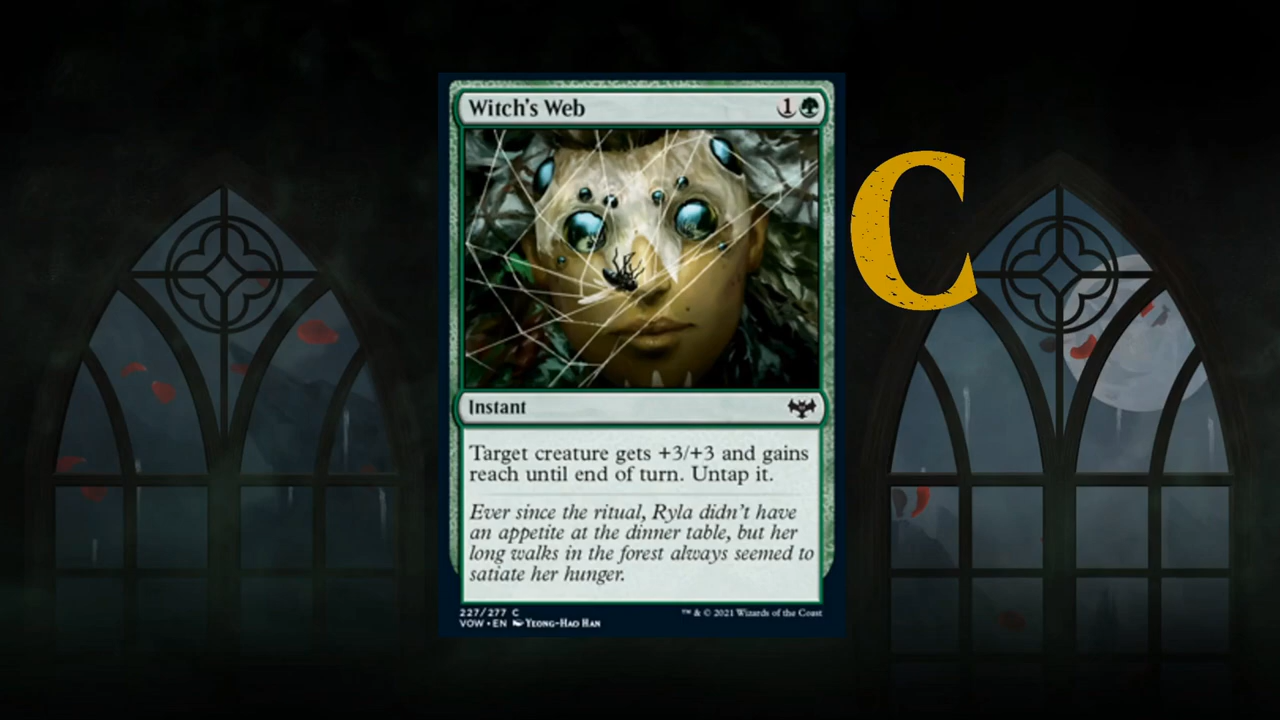 Witch's Web 1
C
Instant
Target creature gets +3/+3 and gains
reach until end of turn. Untap it.
Ever since the ritual, Ryla didn't have
an appetite at the dinner table, but her
long walks in the forest always seemed to
satiate her hunger.
227/277 C
VOW • EN Yeong-Hao Han
™ & © 2021 Wizards of the Coast